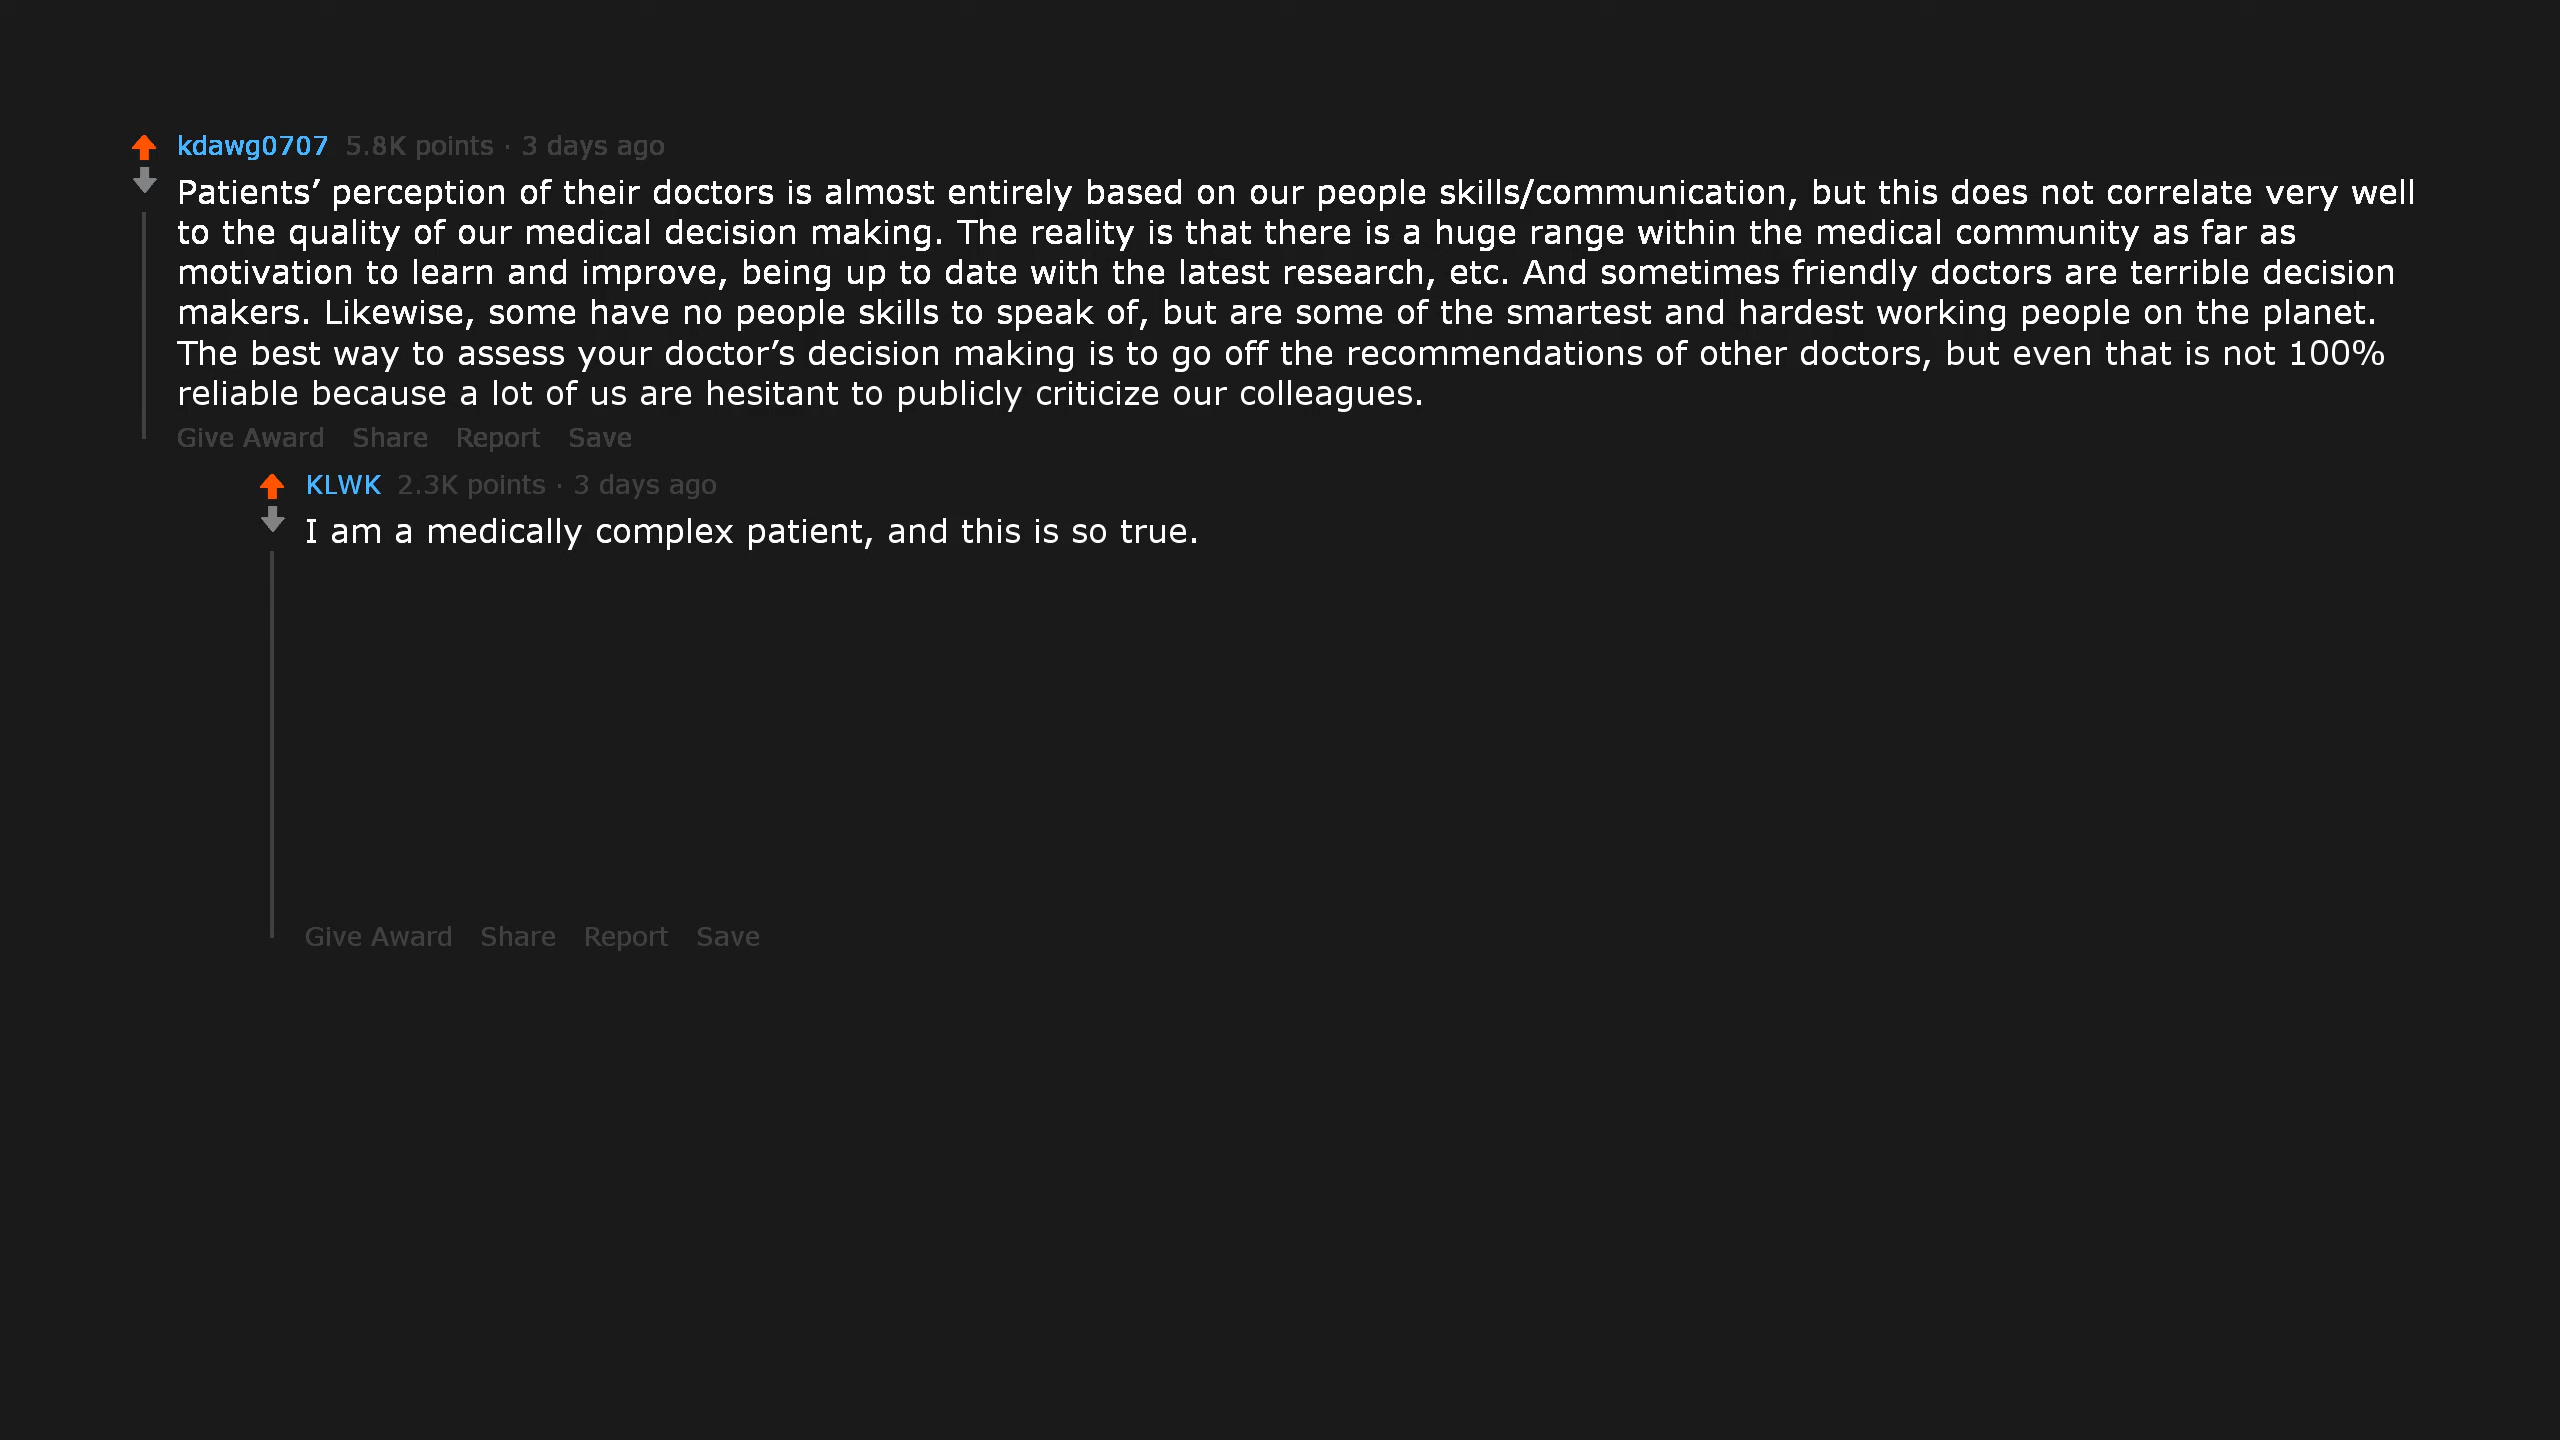 kdawg0707 5.8K points · 3 days ago
Patients’ perception of their doctors is almost entirely based on our people skills/communication, but this does not correlate very well
to the quality of our medical decision making. The reality is that there is a huge range within the medical community as far as
motivation to learn and improve, being up to date with the latest research, etc. And sometimes friendly doctors are terrible decision
makers. Likewise, some have no people skills to speak of, but are some of the smartest and hardest working people on the planet.
The best way to assess your doctor’s decision making is to go off the recommendations of other doctors, but even that is not 100%
reliable because a lot of us are hesitant to publicly criticize our colleagues.
Give Award Share Report Save
KLWK 2.3K points · 3 days ago
I am a medically complex patient, and this is so true.
Give Award Share Report Save